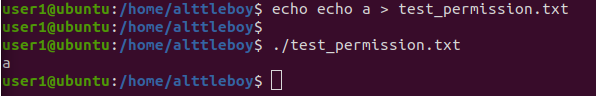 user1@ubuntu:/home/alttleboy$ echo echo a > test_permission.txt
user1@ubuntu:/home/alttleboy$
user1@ubuntu:/home/alttleboy$ ./test_permission.txt
a
user1@ubuntu:/home/alttleboy$